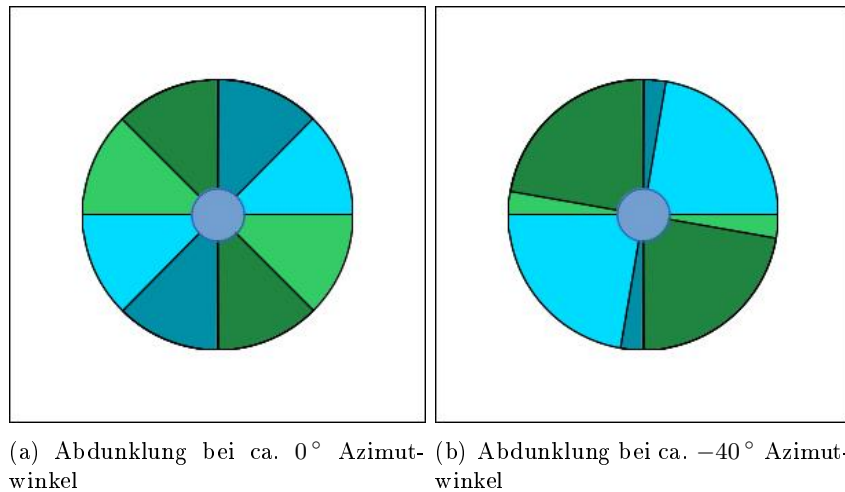 (a) Abdunklung bei ca. 0° Azimut-
winkel
(b) Abdunklung bei ca. −40° Azimut-
winkel